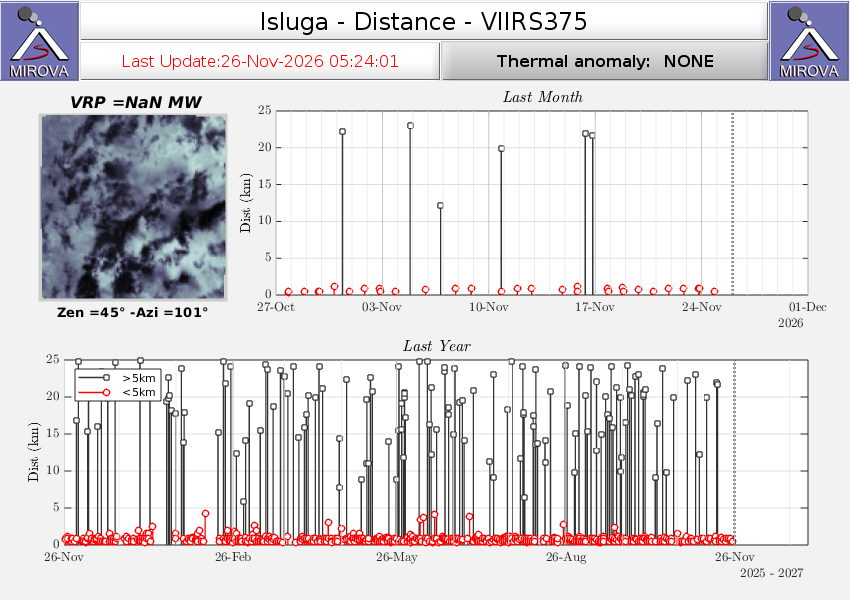 Isluga - Distance - VIIRS375
MIROVA
Last Update:26-Nov-2026 05:24:01
Thermal anomaly: NONE
MIROVA
VRP =NaN MW
Zen =45° -Azi =101°
Last Month
Dist (km)
25
20
15
10
5
0
27-Oct
03-Nov
10-Nov
17-Nov
24-Nov
01-Dec
2026
Last Year
Dist (km)
25
20
15
10
5
0
>5km
<5km
26-Nov
26-Feb
26-May
26-Aug
26-Nov
2025 - 2027